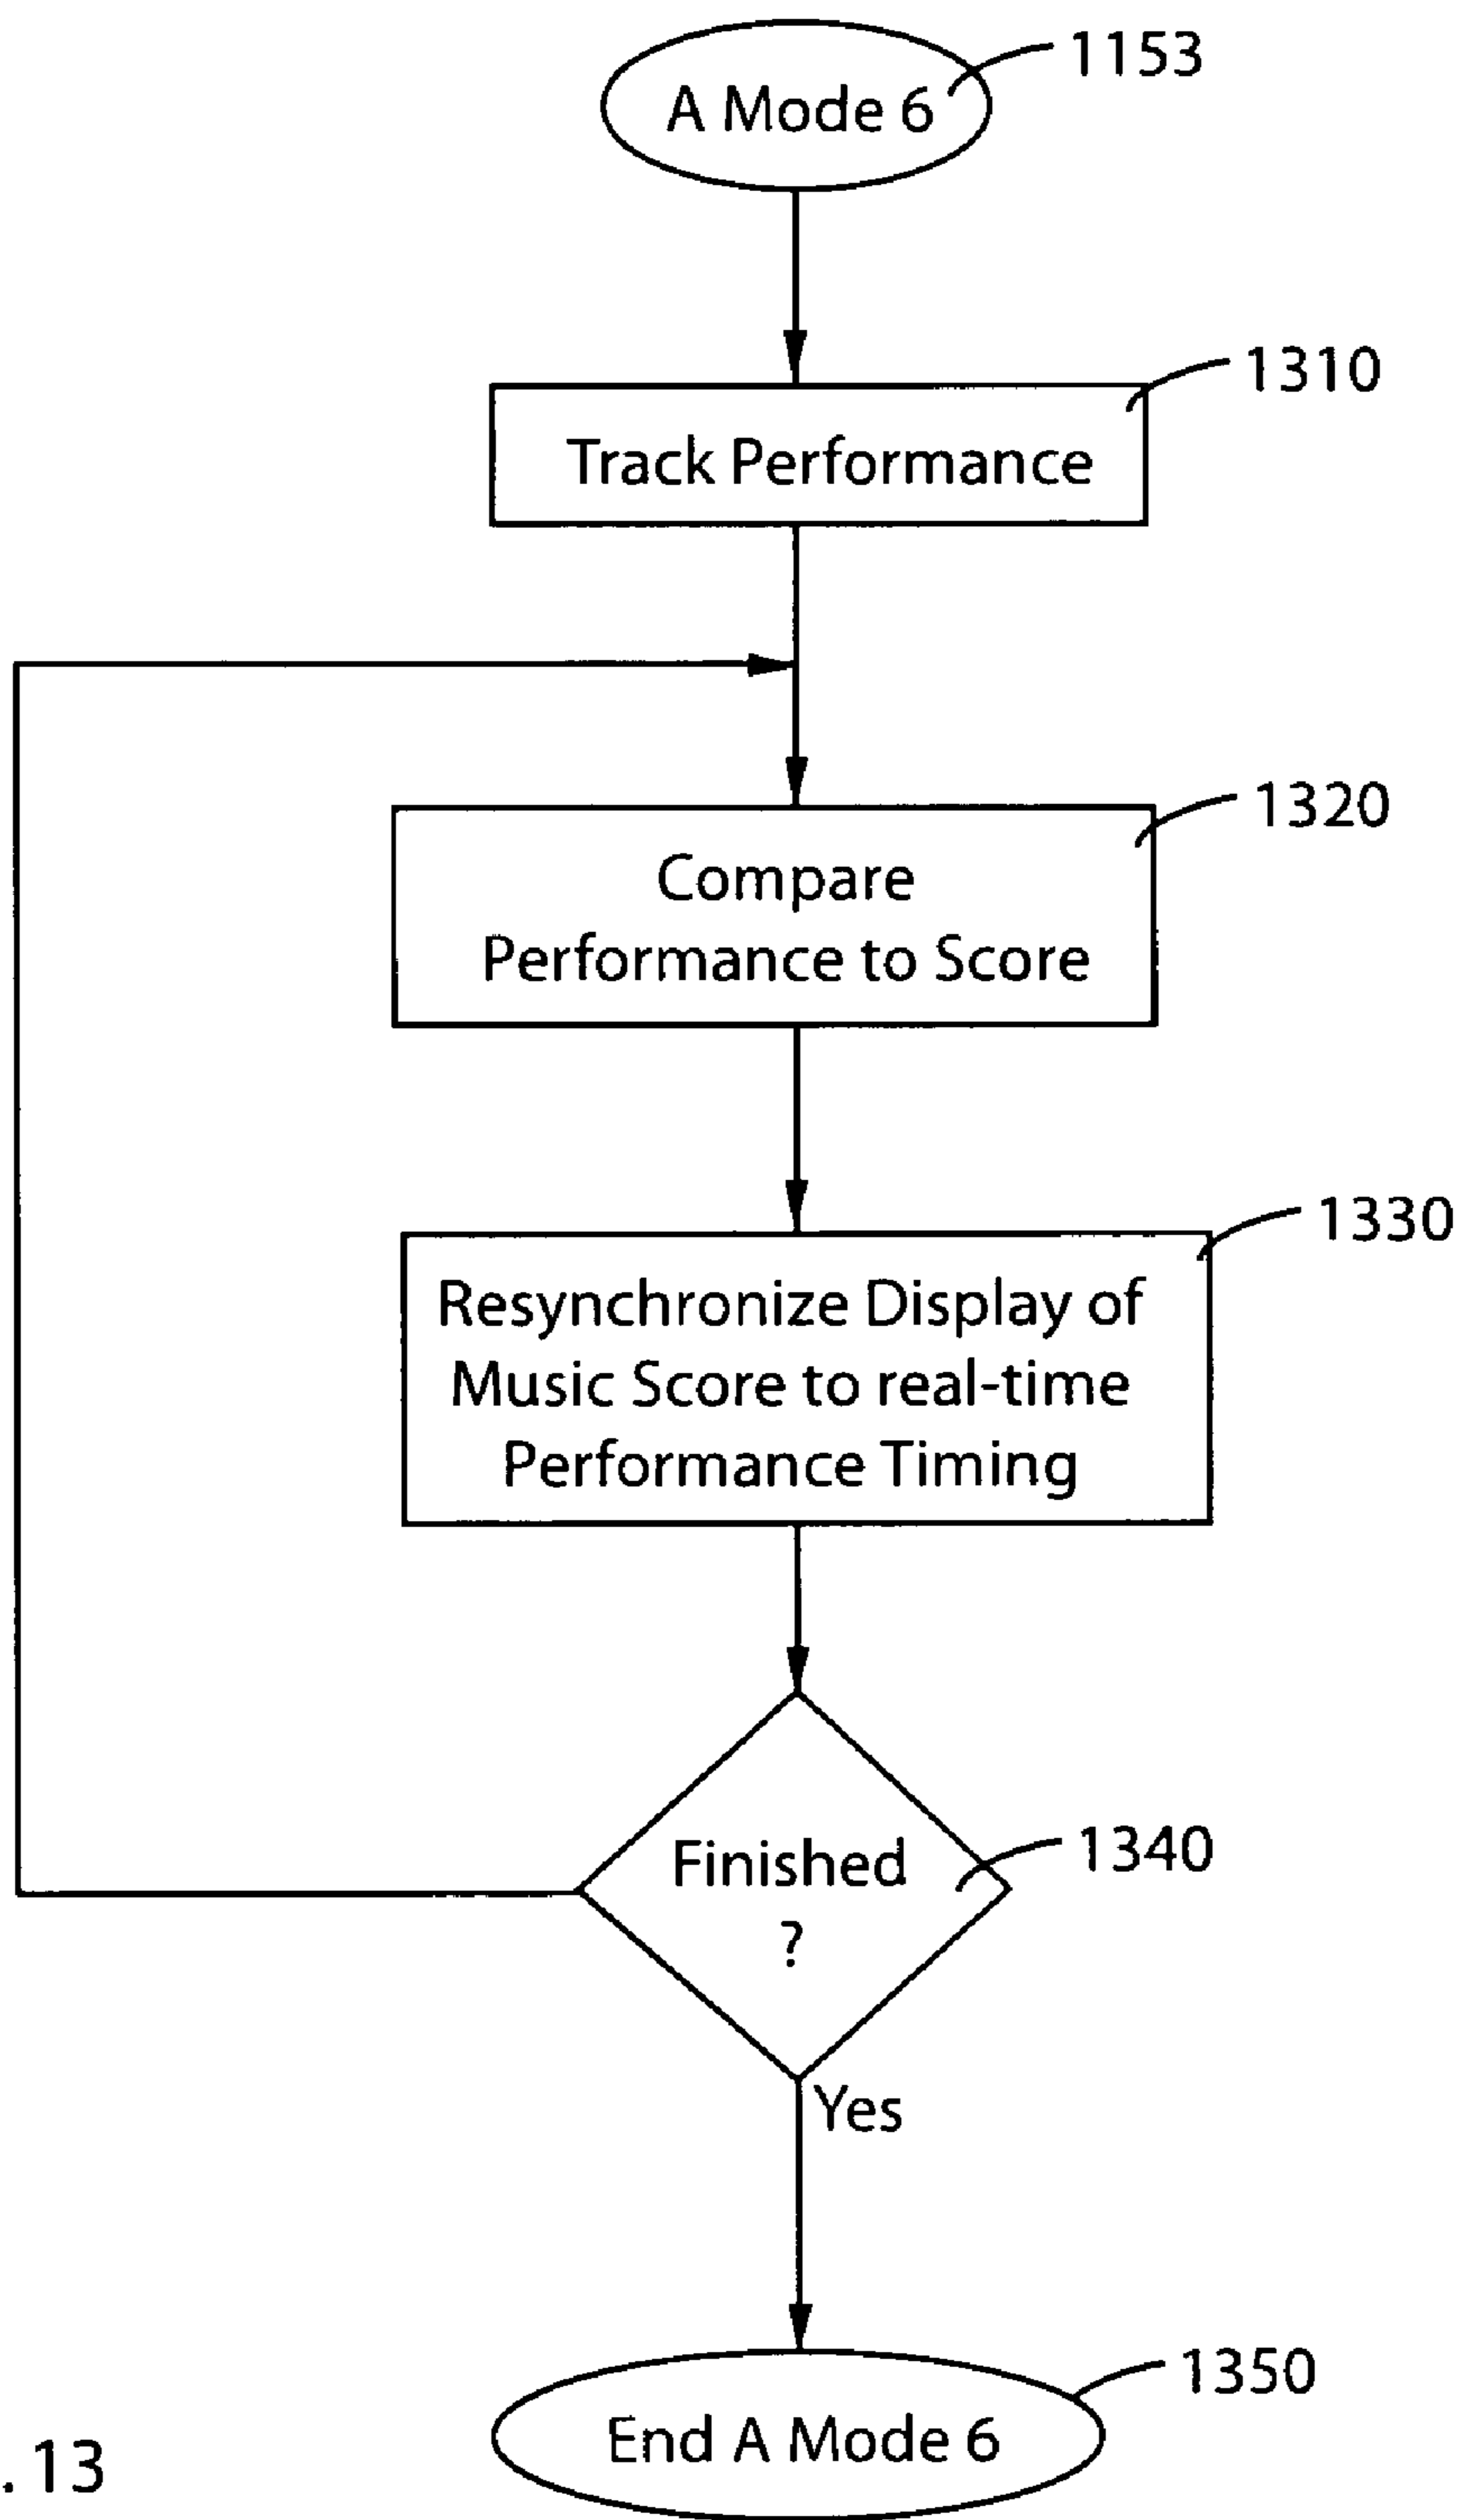 A Mode 6
1153
1310
Track Performance
1320
Compare
Performance to Score
1330
Resynchronize Display of
Music Score to real-time
Performance Timing
Finished
?
1340
Yes
1350
End A Mode 6
.13